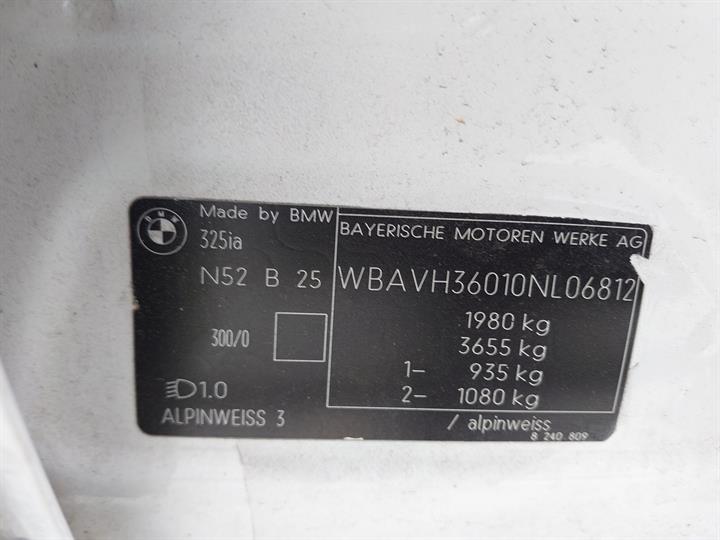 BMW
Made by BMW
325ia
N52 B 25
300/0
1.0
ALPINWEISS 3
BAYERISCHE MOTOREN WERKE AG
WBAVH36010NL06812
1980 kg
3655 kg
1– 935 kg
2– 1080 kg
/ alpinweiss
8 240 809